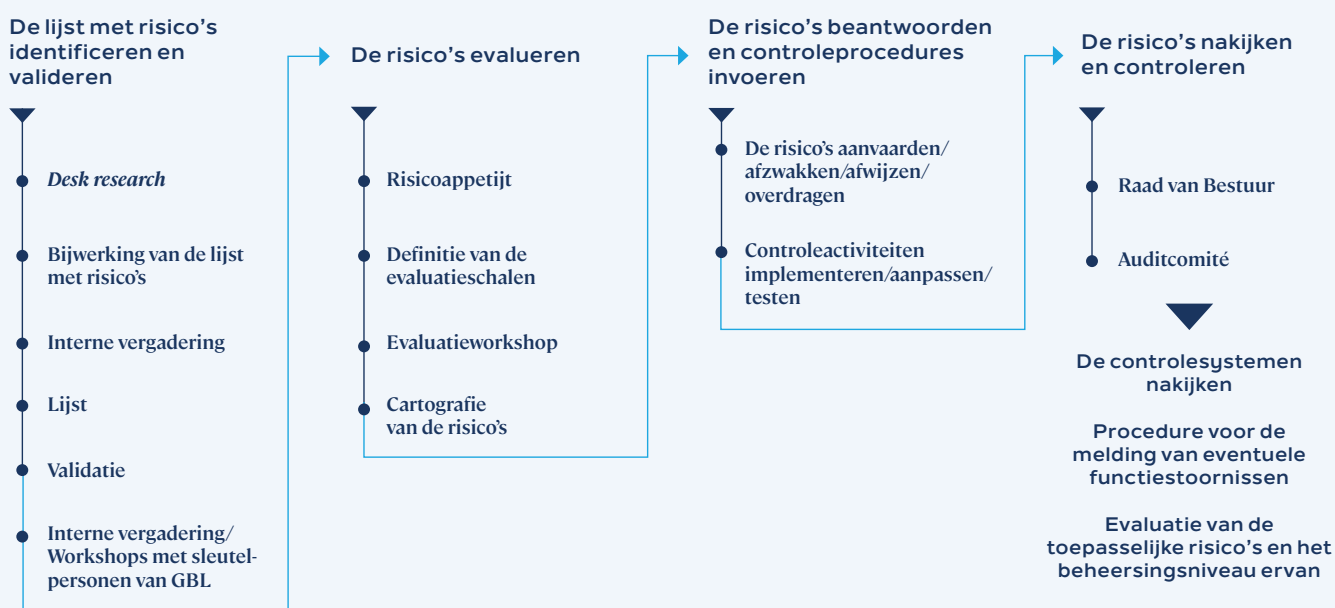 De lijst met risico's
identificeren en
valideren
Desk research
Bijwerking van de lijst
met risico's
Interne vergadering
Lijst
Validatie
Interne vergadering/
Workshops met sleutel-
personen van GBL
De risico's evalueren
Risicoappetijt
Definitie van de
evaluatieschalen
Evaluatieworkshop
Cartografie
van de risico's
De risico's beantwoorden
en controleprocedures
invoeren
De risico's aanvaarden/
afzwakken/afwijzen/
overdragen
Controleactiviteiten
implementeren/aanpassen/
testen
De risico's nakijken
en controleren
Raad van Bestuur
Auditcomité
De controlesystemen
nakijken
Procedure voor de
melding van eventuele
functiestoornissen
Evaluatie van de
toepasselijke risico's en het
beheersingsniveau ervan